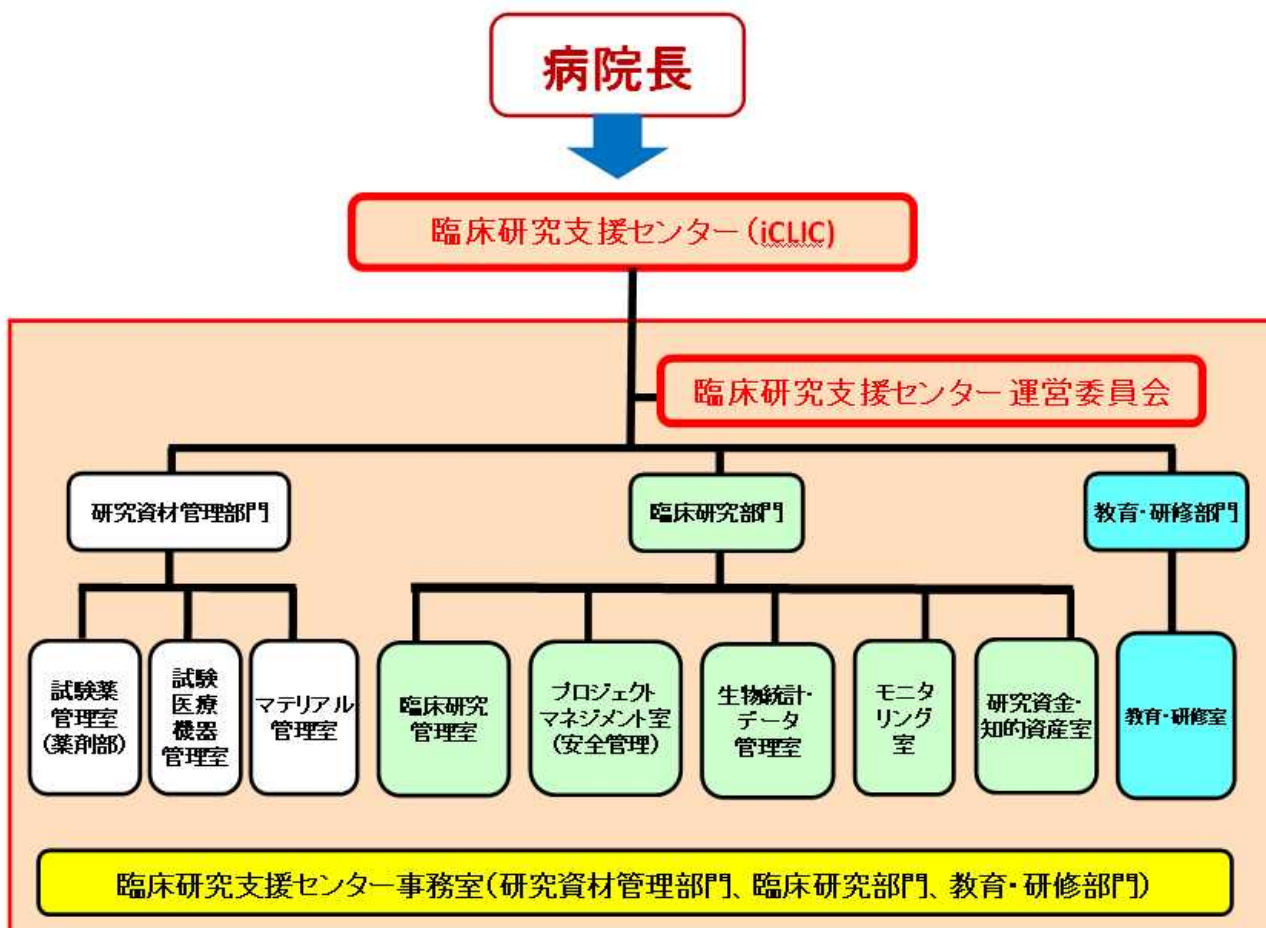 病院長
臨床研究支援センター(iCLIC)
臨床研究支援センター 運営委員会
研究資材管理部門
臨床研究部門
教育・研修部門
試験薬
管理室
(薬剤部)
試験
医療
機器
管理室
マテリアル
管理室
臨床研究
管理室
プロジェクト
マネジメント室
(安全管理)
生物統計・
データ
管理室
モニタ
リング
室
研究資金・
知的資産室
教育・研修室
臨床研究支援センター事務室(研究資材管理部門、臨床研究部門、教育・研修部門)